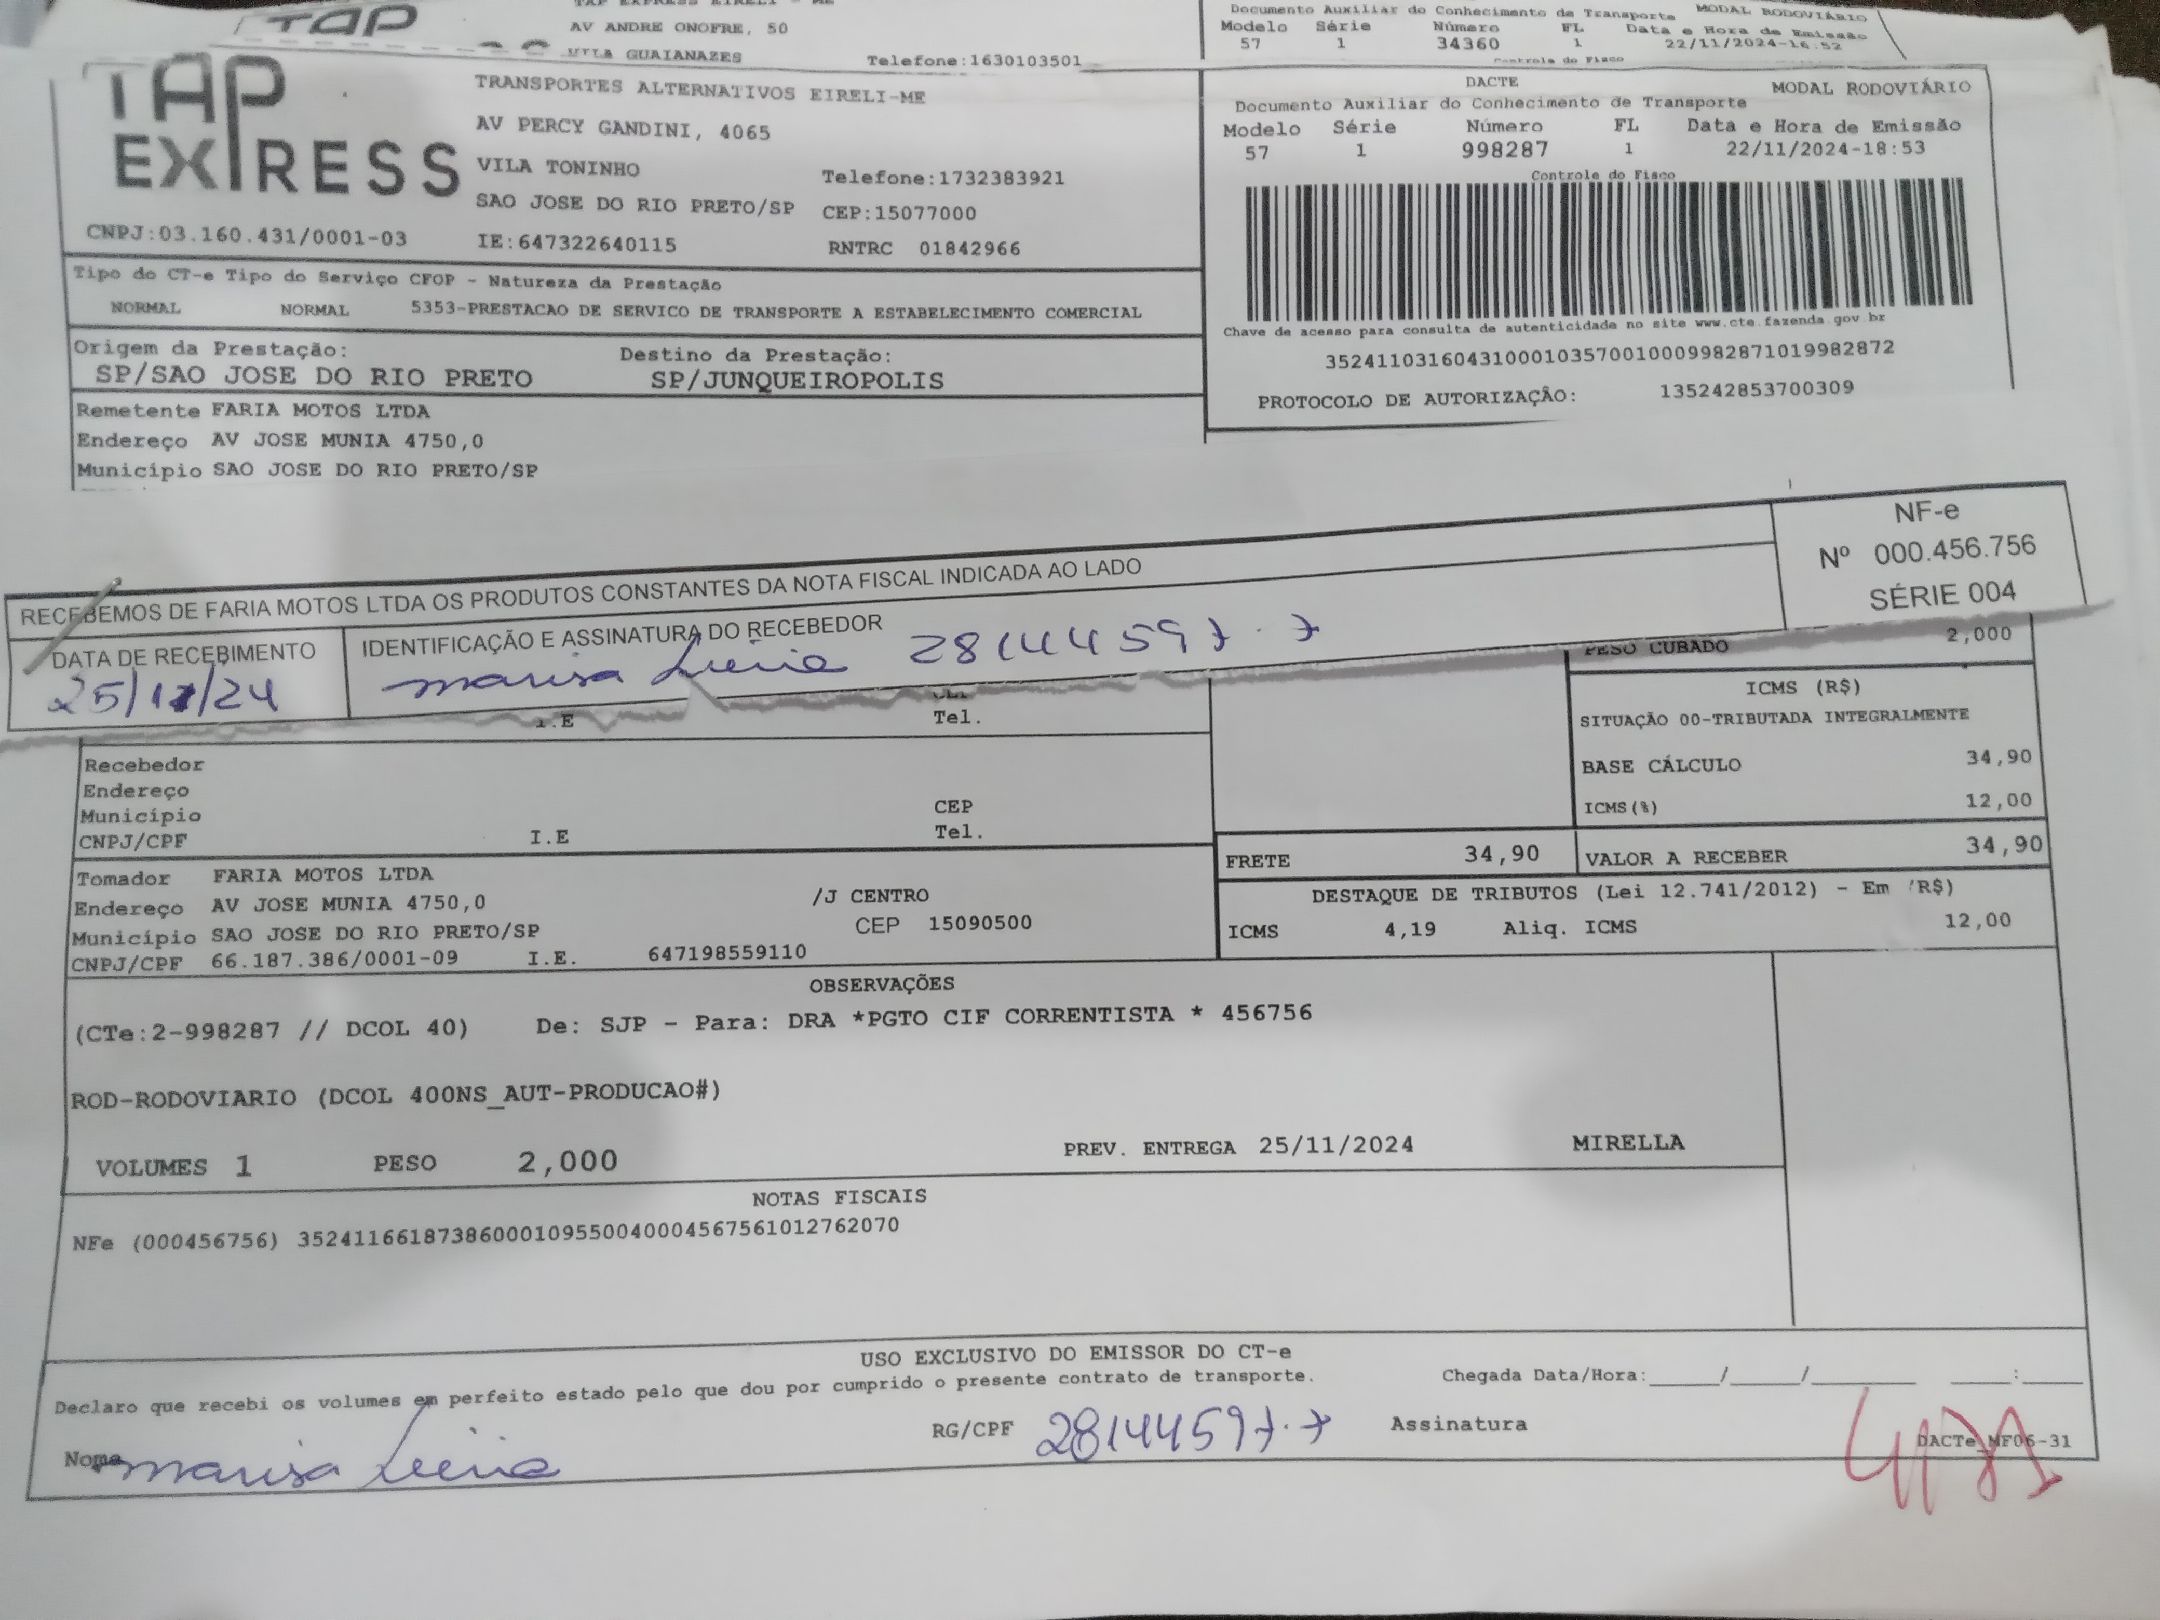 TAP
AV ANDRE ONOFRE, 50
VILA GUAIANAZES
Telefone:1630103501
Documento Auxiliar do Conhecimento de Transporte MODAL RODOVIÁRIO
Modelo Série Número FL Data e Hora de Emissão
57 1 34360 1 22/11/2024-16:52
Controle do Fisco
TAP EXPRESS
CNPJ:03.160.431/0001-03
TRANSPORTES ALTERNATIVOS EIRELI-ME
AV PERCY GANDINI, 4065
VILA TONINHO
Telefone:1732383921
SAO JOSE DO RIO PRETO/SP CEP:15077000
IE:647322640115 RNTRC 01842966
DACTE MODAL RODOVIÁRIO
Documento Auxiliar do Conhecimento de Transporte
Modelo Série Número FL Data e Hora de Emissão
57 1 998287 1 22/11/2024-18:53
Controle do Fisco
Chave de acesso para consulta de autenticidade no site www.cte.fazenda.gov.br
35241103160431000103570010009982871019982872
PROTOCOLO DE AUTORIZAÇÃO: 135242853700309
Tipo do CT-e Tipo do Serviço CFOP - Natureza da Prestação
NORMAL NORMAL 5353-PRESTACAO DE SERVICO DE TRANSPORTE A ESTABELECIMENTO COMERCIAL
Origem da Prestação: Destino da Prestação:
SP/SAO JOSE DO RIO PRETO SP/JUNQUEIROPOLIS
Remetente FARIA MOTOS LTDA
Endereço AV JOSE MUNIA 4750,0
Município SAO JOSE DO RIO PRETO/SP
RECEBEMOS DE FARIA MOTOS LTDA OS PRODUTOS CONSTANTES DA NOTA FISCAL INDICADA AO LADO
NF-e
Nº 000.456.756
SÉRIE 004
DATA DE RECEBIMENTO IDENTIFICAÇÃO E ASSINATURA DO RECEBEDOR
25/11/24 marisa 28144597-7
PESO CUBADO 2,000
I.E Tel.
ICMS (R$)
SITUAÇÃO 00-TRIBUTADA INTEGRALMENTE
BASE CÁLCULO 34,90
ICMS(%) 12,00
Recebedor
Endereço
Município CEP
CNPJ/CPF I.E Tel.
FRETE 34,90 VALOR A RECEBER 34,90
Tomador FARIA MOTOS LTDA
Endereço AV JOSE MUNIA 4750,0 /J CENTRO
Município SAO JOSE DO RIO PRETO/SP CEP 15090500
CNPJ/CPF 66.187.386/0001-09 I.E. 647198559110
DESTAQUE DE TRIBUTOS (Lei 12.741/2012) - Em (R$)
ICMS 4,19 Aliq. ICMS 12,00
OBSERVAÇÕES
(CTe:2-998287 // DCOL 40) De: SJP - Para: DRA *PGTO CIF CORRENTISTA * 456756
ROD-RODOVIARIO (DCOL 400NS_AUT-PRODUCAO#)
VOLUMES 1 PESO 2,000 PREV. ENTREGA 25/11/2024 MIRELLA
NOTAS FISCAIS
NFe (000456756) 35241166187386000109550040004567561012762070
USO EXCLUSIVO DO EMISSOR DO CT-e
Declaro que recebi os volumes em perfeito estado pelo que dou por cumprido o presente contrato de transporte. Chegada Data/Hora:_____/_____/_______ ____:____
Nome marisa RG/CPF 28144597-7 Assinatura
DACTe_MF06-31